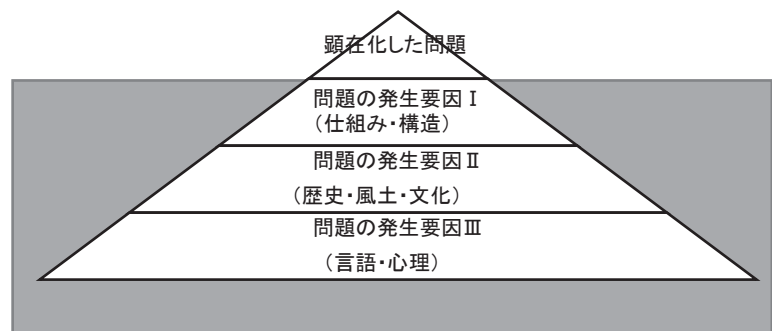 顕在化した問題
問題の発生要因Ⅰ
（仕組み・構造）
問題の発生要因Ⅱ
（歴史・風土・文化）
問題の発生要因Ⅲ
（言語・心理）